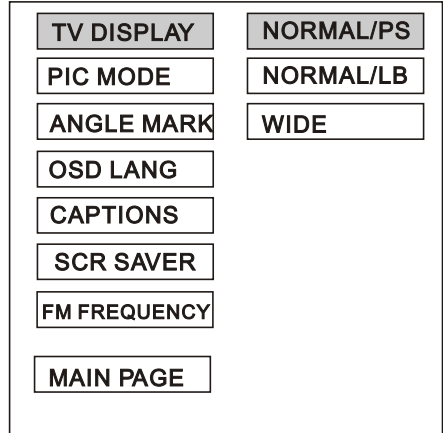 TV DISPLAY
PIC MODE
ANGLE MARK
OSD LANG
CAPTIONS
SCR SAVER
FM FREQUENCY
MAIN PAGE
NORMAL/PS
NORMAL/LB
WIDE